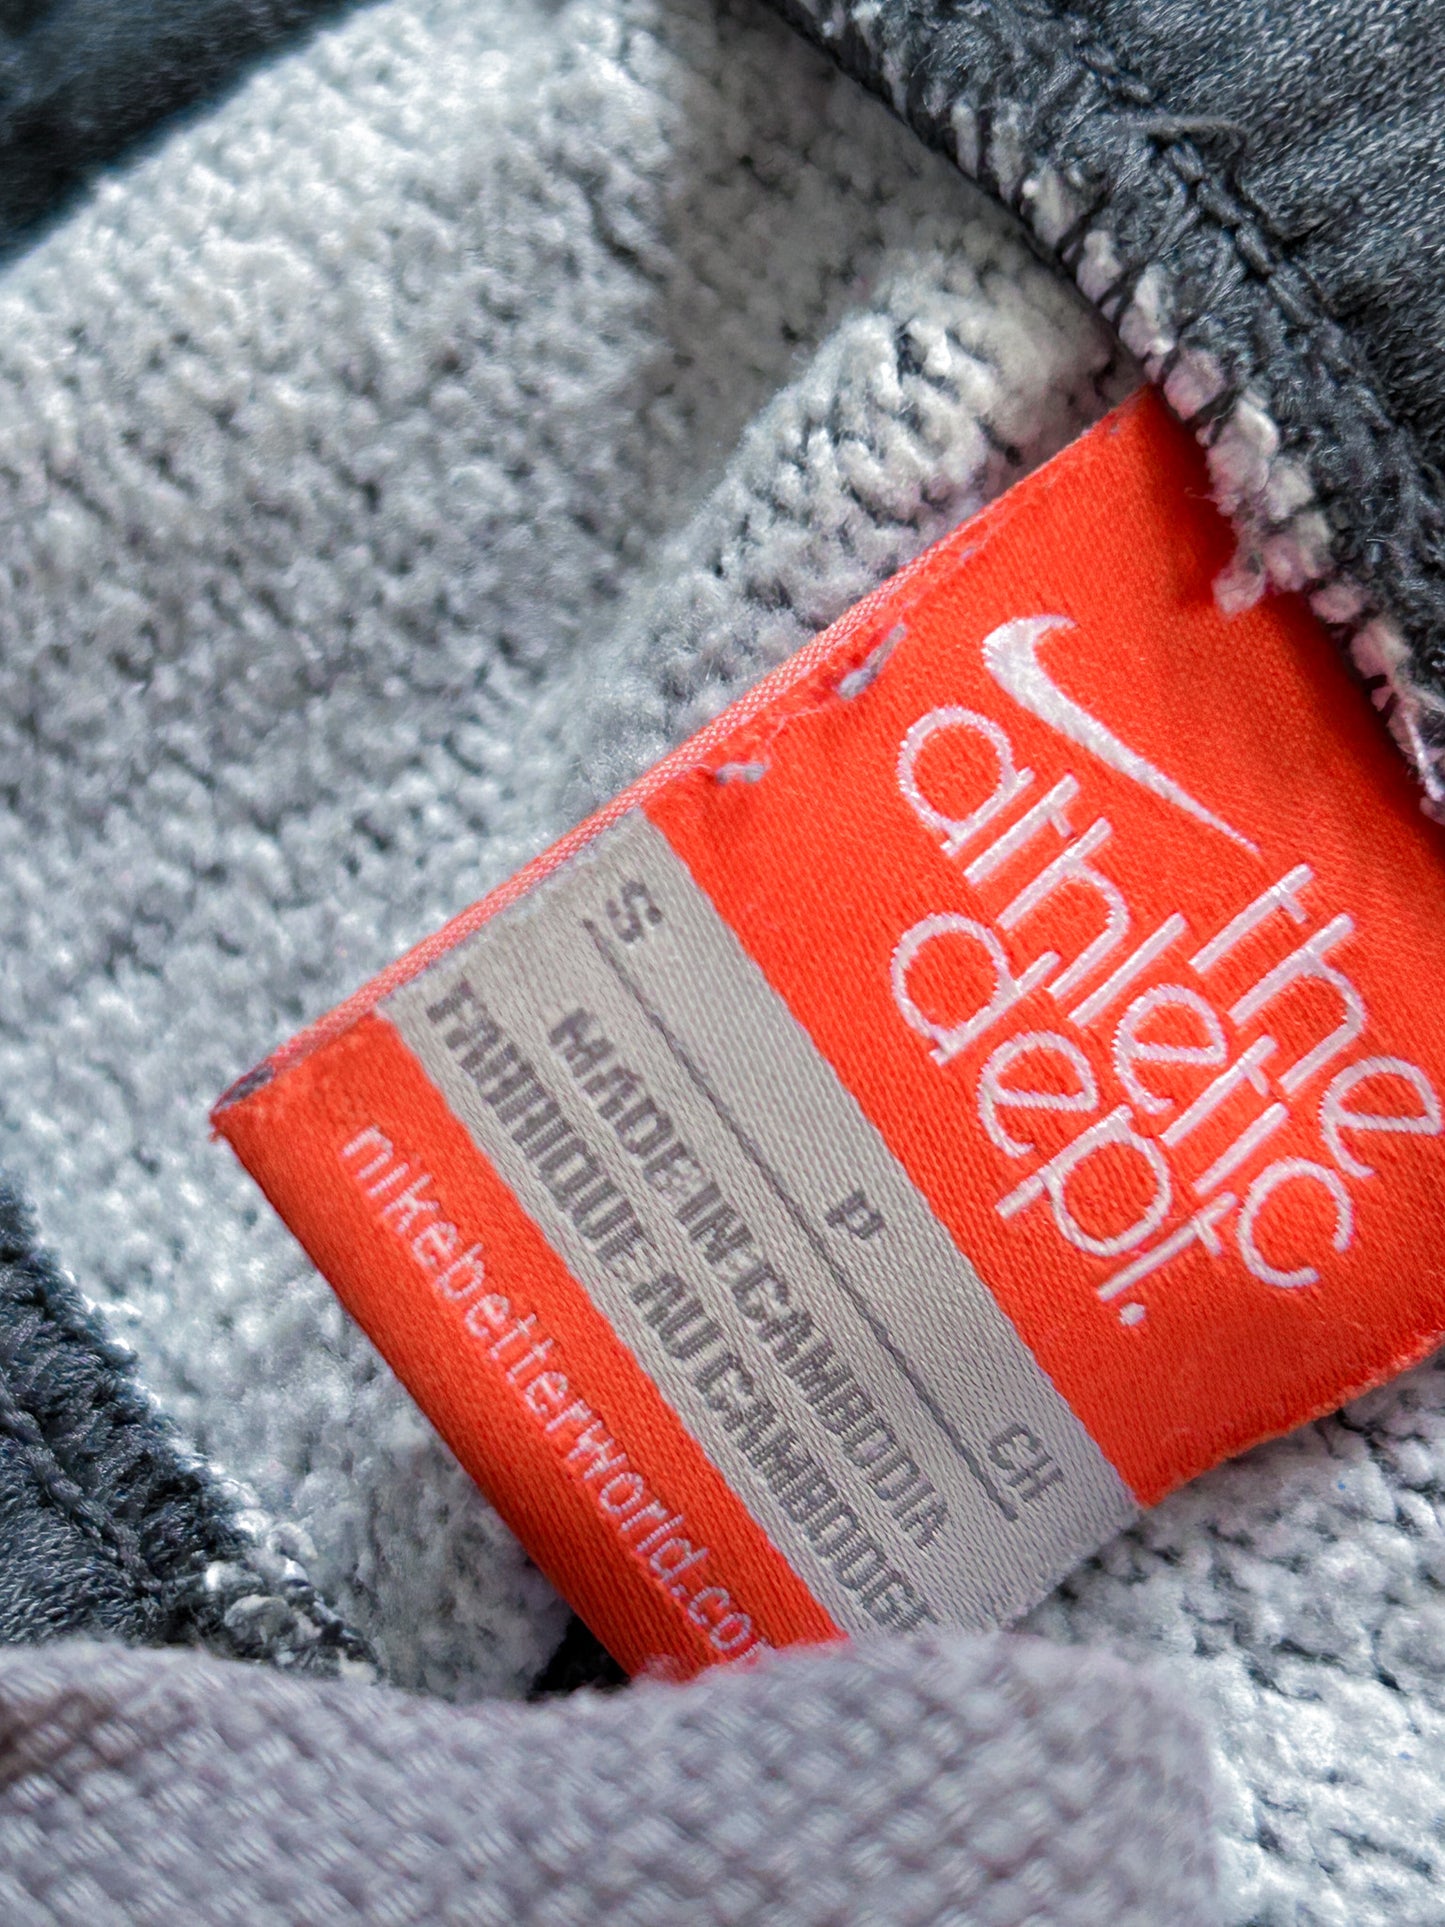 the
athletic
dept.
S P CH
MADE IN CAMBODIA
FABRIQUÉ AU CAMBODGE
nikebetterworld.com